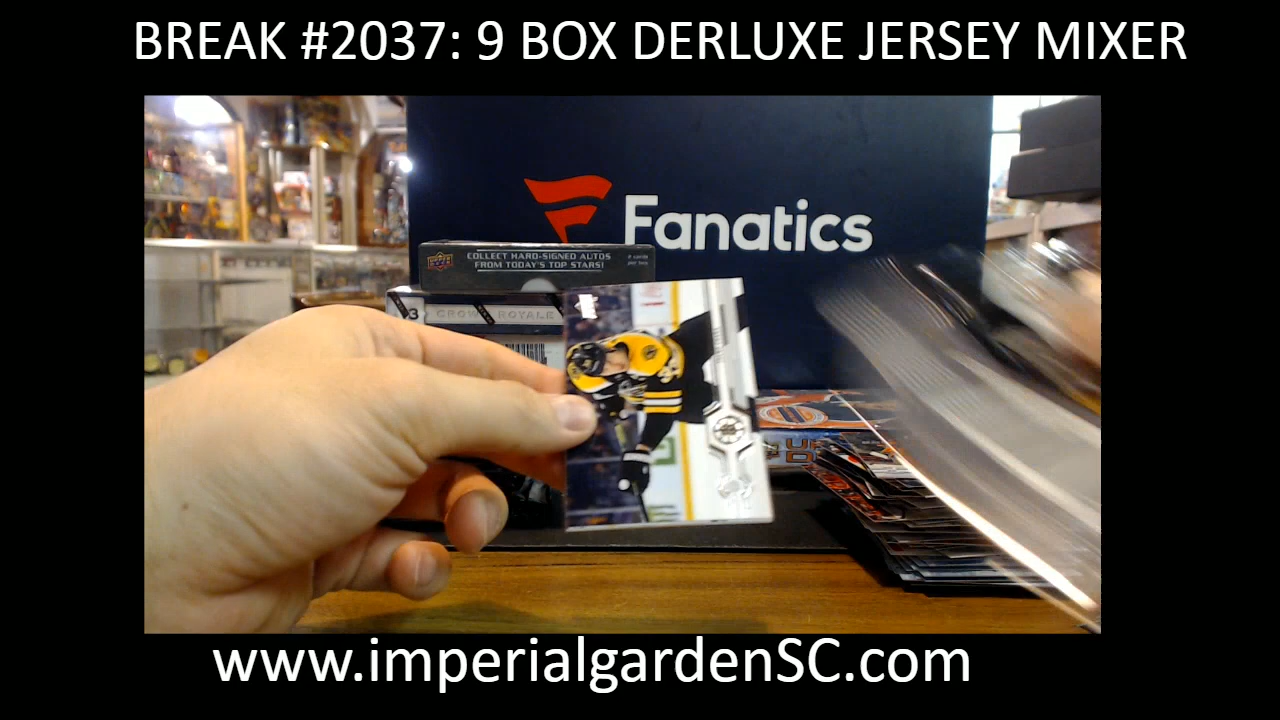 BREAK #2037: 9 BOX DERLUXE JERSEY MIXER
Fanatics
COLLECT HARD-SIGNED AUTOS
FROM TODAY'S TOP STARS!
CROWN ROYALE
www.imperialgardenSC.com